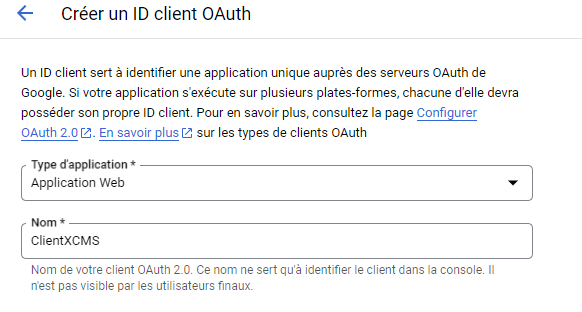 Créer un ID client OAuth
Un ID client sert à identifier une application unique auprès des serveurs OAuth de
Google. Si votre application s'exécute sur plusieurs plates-formes, chacune d'elle devra
posséder son propre ID client. Pour en savoir plus, consultez la page Configurer
OAuth 2.0. En savoir plus sur les types de clients OAuth
Type d'application *
Application Web
Nom *
ClientXCMS
Nom de votre client OAuth 2.0. Ce nom ne sert qu'à identifier le client dans la console. Il
n'est pas visible par les utilisateurs finaux.